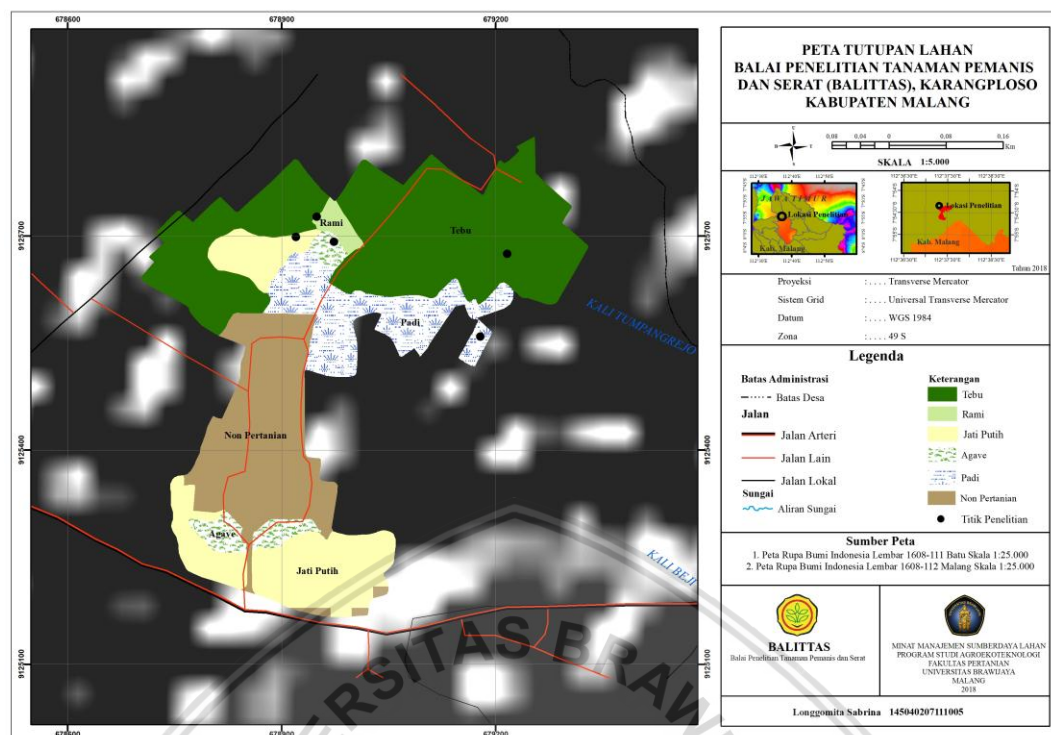 678600
678900
679200
9125700
9125400
9125100
Rami
Tebu
Padi
KALI TUMPANGREJO
Non Pertanian
Agave
Jati Putih
KALI BEJI
678600
678900
679200
9125700
9125400
9125100
ERSITAS BRAW
PETA TUTUPAN LAHAN
BALAI PENELITIAN TANAMAN PEMANIS
DAN SERAT (BALITTAS), KARANGPLOSO
KABUPATEN MALANG
0,08 0,04 0 0,08 0,16
Km
SKALA 1:5.000
JAWA TIMUR
Lokasi Penelitian
Kab. Malang
Lokasi Penelitian
Kab. Malang
Tahun 2018
Proyeksi : . . . . Transverse Mercator
Sistem Grid : . . . . Universal Transverse Mercator
Datum : . . . . WGS 1984
Zona : . . . . 49 S
Legenda
Batas Administrasi
Batas Desa
Jalan
Jalan Arteri
Jalan Lain
Jalan Lokal
Sungai
Aliran Sungai
Keterangan
Tebu
Rami
Jati Putih
Agave
Padi
Non Pertanian
Titik Penelitian
Sumber Peta
1. Peta Rupa Bumi Indonesia Lembar 1608-111 Batu Skala 1:25.000
2. Peta Rupa Bumi Indonesia Lembar 1608-112 Malang Skala 1:25.000
BALITTAS
Balai Penelitian Tanaman Pemanis dan Serat
MINAT MANAJEMEN SUMBERDAYA LAHAN
PROGRAM STUDI AGROEKOTEKNOLOGI
FAKULTAS PERTANIAN
UNIVERSITAS BRAWIJAYA
MALANG
2018
Longgomita Sabrina 145040207111005